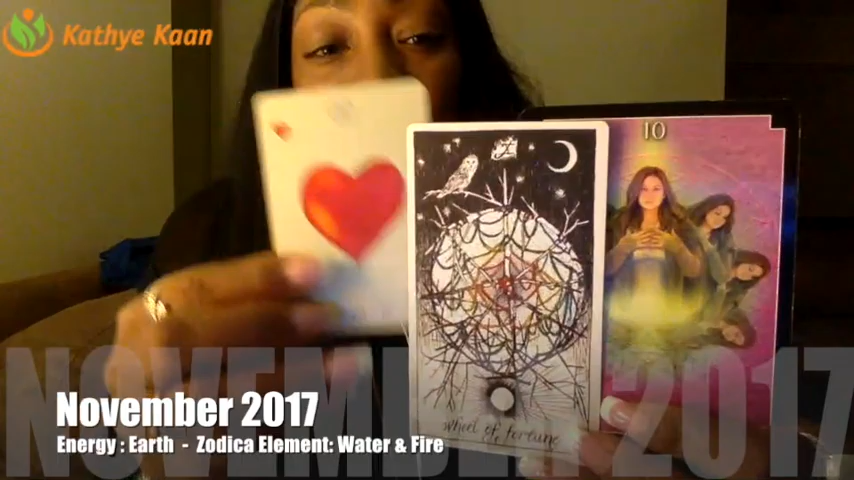 Kathye Kaan
10
X
wheel of fortune
NOVEMBER 2017
November 2017
Energy : Earth - Zodica Element: Water & Fire